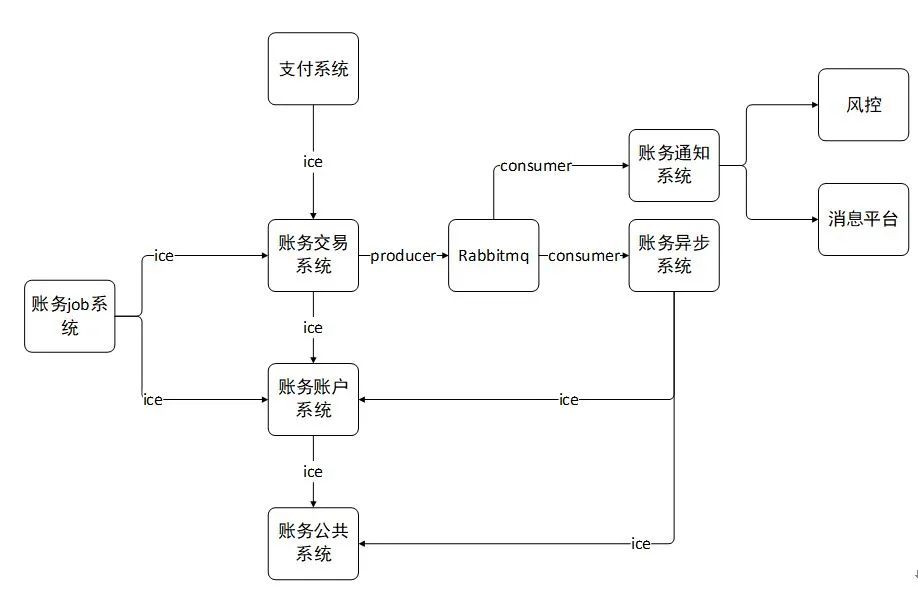 支付系统
风控
ice
账务通知
系统
consumer
消息平台
账务交易
系统
ice
producer
Rabbitmq
consumer
账务异步
系统
账务job系
统
ice
账务账户
系统
ice
ice
ice
账务公共
系统
ice